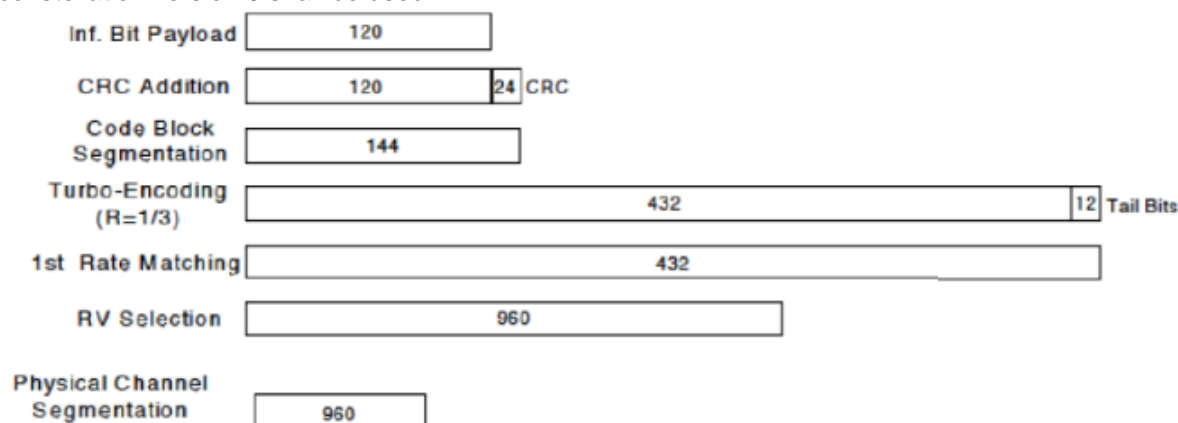 Inf. Bit Payload 120
CRC Addition 120 24 CRC
Code Block
Segmentation 144
Turbo-Encoding
(R=1/3) 432 12 Tail Bits
1st Rate Matching 432
RV Selection 960
Physical Channel
Segmentation 960